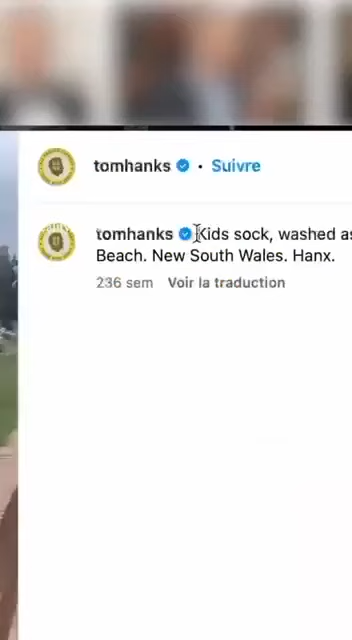 tomhanks • Suivre
tomhanks Kids sock, washed as
Beach. New South Wales. Hanx.
236 sem Voir la traduction